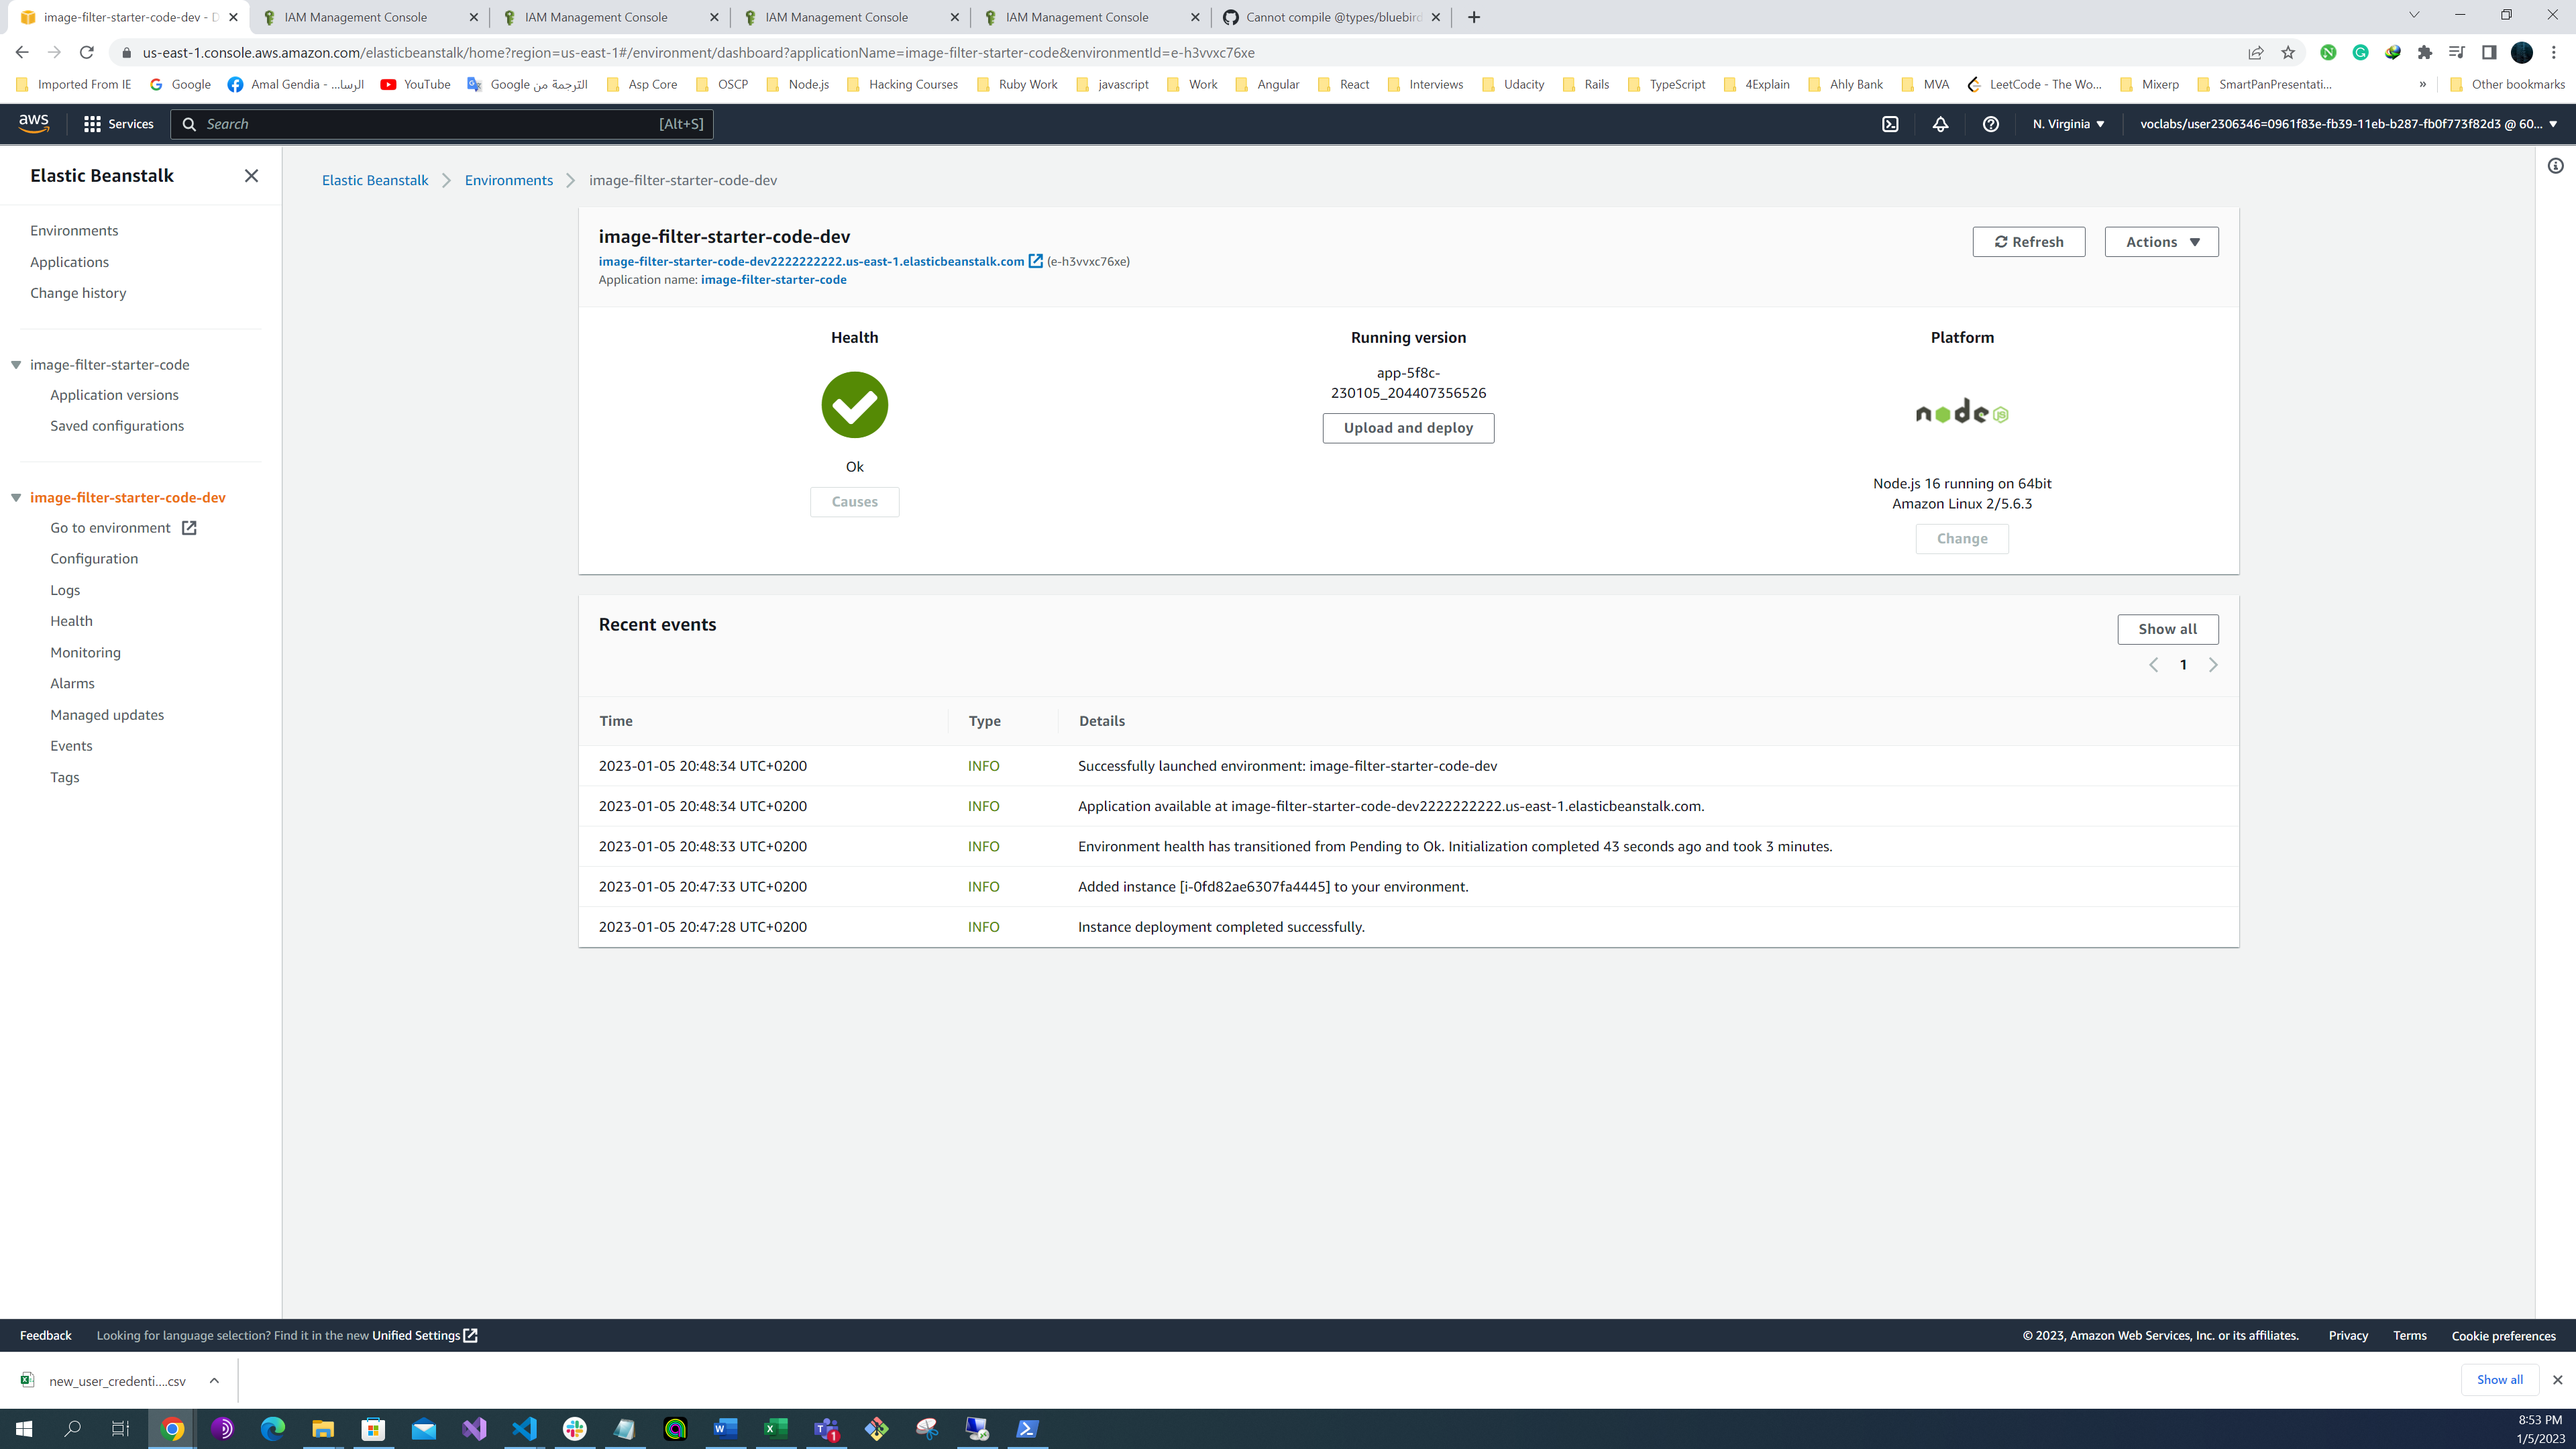 image-filter-starter-code-dev - D
IAM Management Console
IAM Management Console
IAM Management Console
IAM Management Console
Cannot compile @types/bluebird
us-east-1.console.aws.amazon.com/elasticbeanstalk/home?region=us-east-1#/environment/dashboard?applicationName=image-filter-starter-code&environmentId=e-h3vvxc76xe
Imported From IE
Google
Amal Gendia - ...الرسا
YouTube
الترجمة من Google
Asp Core
OSCP
Node.js
Hacking Courses
Ruby Work
javascript
Work
Angular
React
Interviews
Udacity
Rails
TypeScript
4Explain
Ahly Bank
MVA
LeetCode - The Wo...
Mixerp
SmartPanPresentati...
»
Other bookmarks
aws
Services
Search
[Alt+S]
N. Virginia
voclabs/user2306346=0961f83e-fb39-11eb-b287-fb0f773f82d3 @ 60...
Elastic Beanstalk
Environments
Applications
Change history
image-filter-starter-code
Application versions
Saved configurations
image-filter-starter-code-dev
Go to environment
Configuration
Logs
Health
Monitoring
Alarms
Managed updates
Events
Tags
Elastic Beanstalk
Environments
image-filter-starter-code-dev
image-filter-starter-code-dev
image-filter-starter-code-dev2222222222.us-east-1.elasticbeanstalk.com (e-h3vvxc76xe)
Application name: image-filter-starter-code
Refresh
Actions
Health
Ok
Causes
Running version
app-5f8c-
230105_204407356526
Upload and deploy
Platform
node JS
Node.js 16 running on 64bit
Amazon Linux 2/5.6.3
Change
Recent events
Show all
1
Time Type Details
2023-01-05 20:48:34 UTC+0200 INFO Successfully launched environment: image-filter-starter-code-dev
2023-01-05 20:48:34 UTC+0200 INFO Application available at image-filter-starter-code-dev2222222222.us-east-1.elasticbeanstalk.com.
2023-01-05 20:48:33 UTC+0200 INFO Environment health has transitioned from Pending to Ok. Initialization completed 43 seconds ago and took 3 minutes.
2023-01-05 20:47:33 UTC+0200 INFO Added instance [i-0fd82ae6307fa4445] to your environment.
2023-01-05 20:47:28 UTC+0200 INFO Instance deployment completed successfully.
Feedback
Looking for language selection? Find it in the new Unified Settings
© 2023, Amazon Web Services, Inc. or its affiliates.
Privacy
Terms
Cookie preferences
new_user_credenti....csv
Show all
8:53 PM
1/5/2023